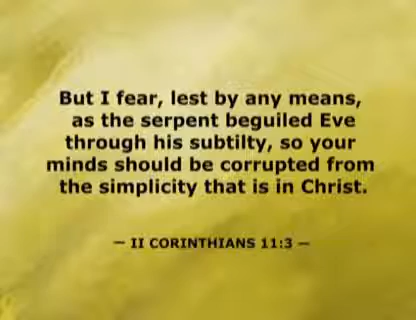 But I fear, lest by any means,
as the serpent beguiled Eve
through his subtilty, so your
minds should be corrupted from
the simplicity that is in Christ.
— II CORINTHIANS 11:3 —